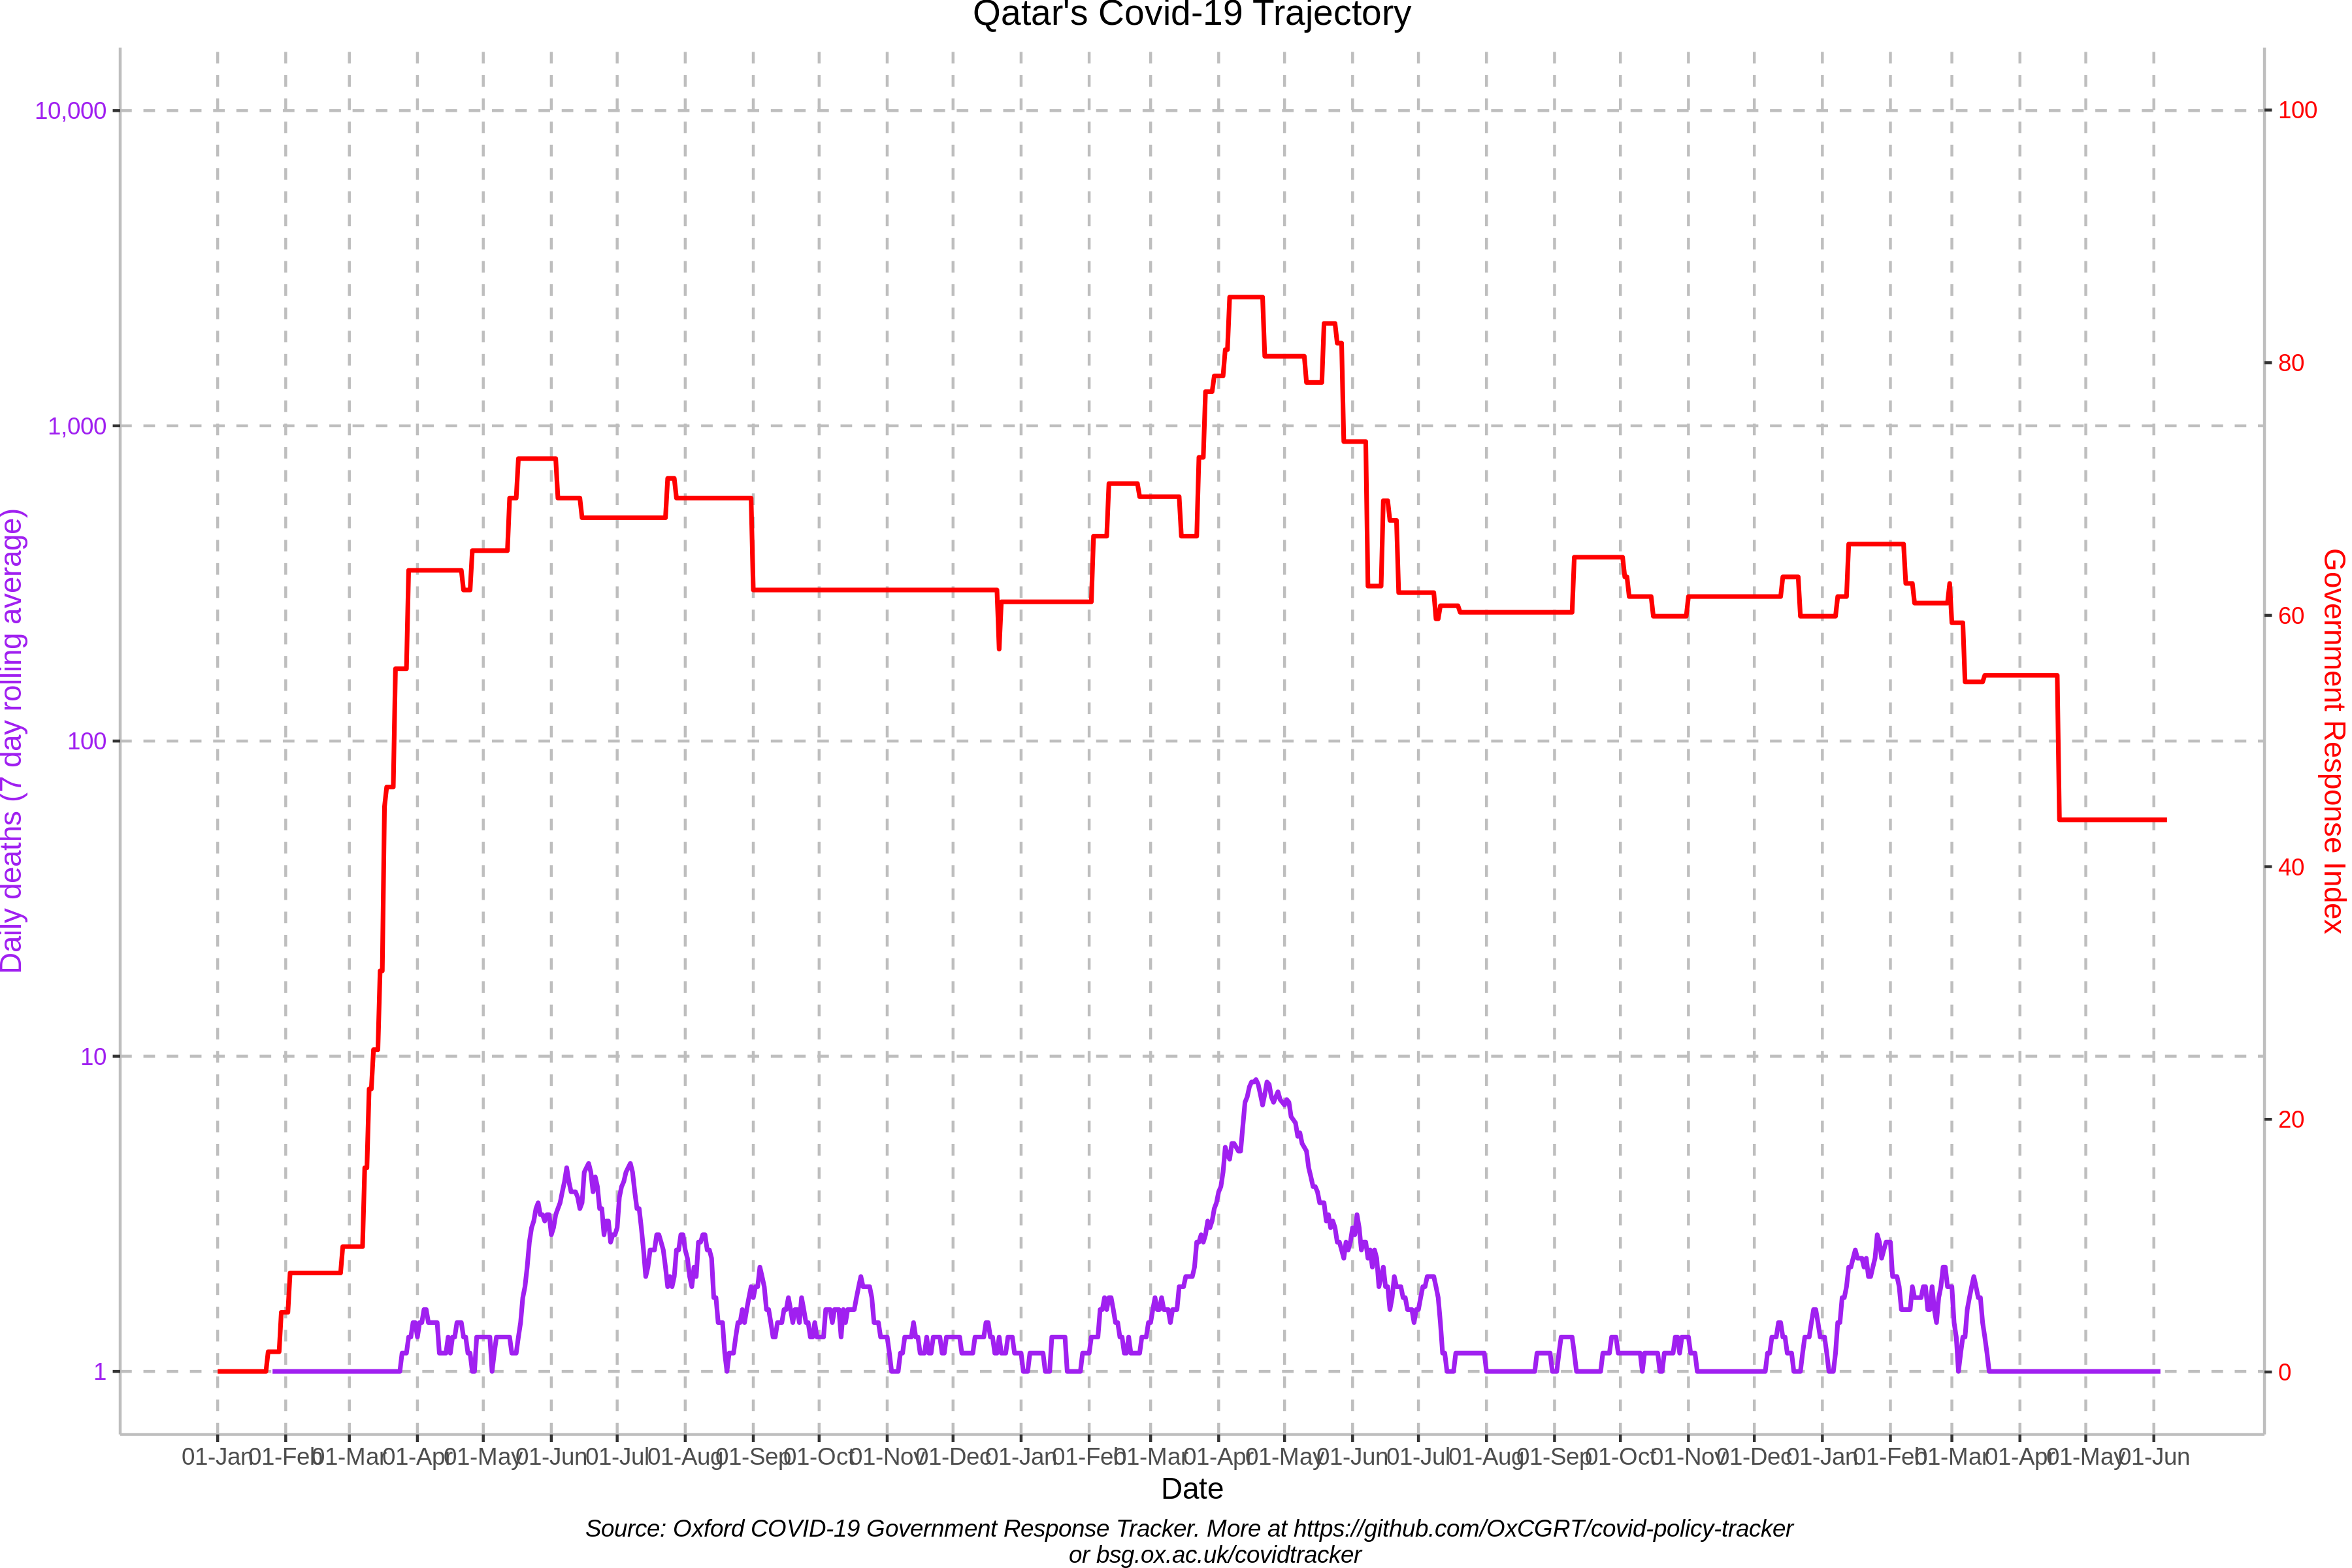 Qatar's Covid-19 Trajectory
10,000
1,000
100
10
1
Daily deaths (7 day rolling average)
100
80
60
40
20
0
Government Response Index
01-Jan 01-Feb 01-Mar 01-Apr 01-May 01-Jun 01-Jul 01-Aug 01-Sep 01-Oct 01-Nov 01-Dec 01-Jan 01-Feb 01-Mar 01-Apr 01-May 01-Jun 01-Jul 01-Aug 01-Sep 01-Oct 01-Nov 01-Dec 01-Jan 01-Feb 01-Mar 01-Apr 01-May 01-Jun
Date
Source: Oxford COVID-19 Government Response Tracker. More at https://github.com/OxCGRT/covid-policy-tracker
or bsg.ox.ac.uk/covidtracker